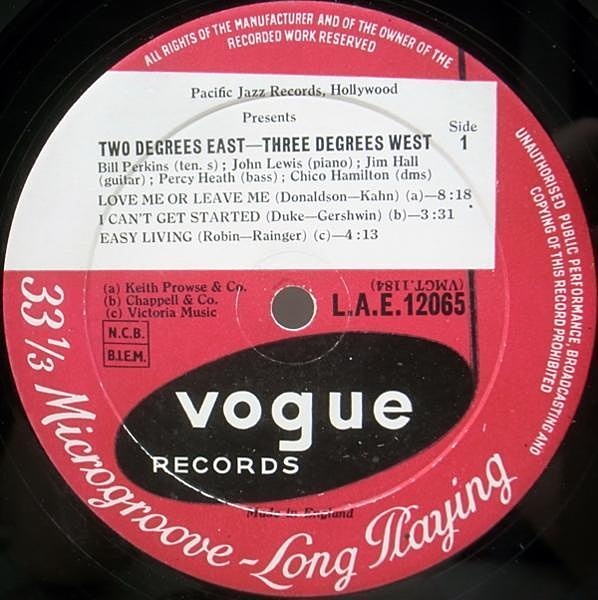 ALL RIGHTS OF THE MANUFACTURER AND OF THE OWNER OF THE
RECORDED WORK RESERVED
Pacific Jazz Records, Hollywood
Presents
TWO DEGREES EAST—THREE DEGREES WEST
Side
1
Bill Perkins (ten. s) ; John Lewis (piano) ; Jim Hall
(guitar) ; Percy Heath (bass) ; Chico Hamilton (dms)
LOVE ME OR LEAVE ME (Donaldson—Kahn) (a)—8 : 18
I CAN'T GET STARTED (Duke—Gershwin) (b)—3 : 31
EASY LIVING (Robin—Rainger) (c)—4 : 13
(a) Keith Prowse & Co.
(b) Chappell & Co.
(c) Victoria Music
(VMGT.1184)
L.A.E.12065
N.C.B.
B.I.E.M.
vogue
RECORDS
Made in England
33 1/3 Microgroove - Long Playing
UNAUTHORISED PUBLIC PERFORMANCE, BROADCASTING AND
COPYING OF THIS RECORD PROHIBITED